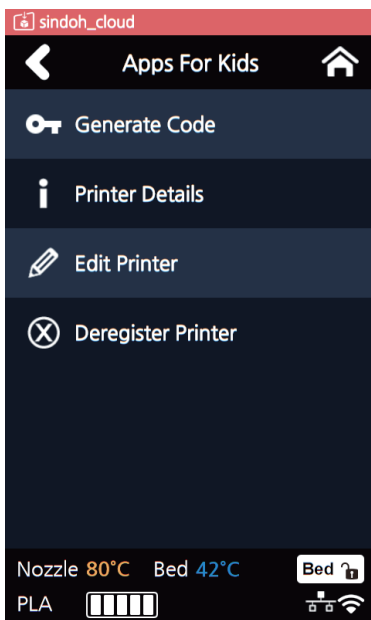 sindoh_cloud
Apps For Kids
Generate Code
Printer Details
Edit Printer
Deregister Printer
Nozzle 80°C Bed 42°C Bed
PLA